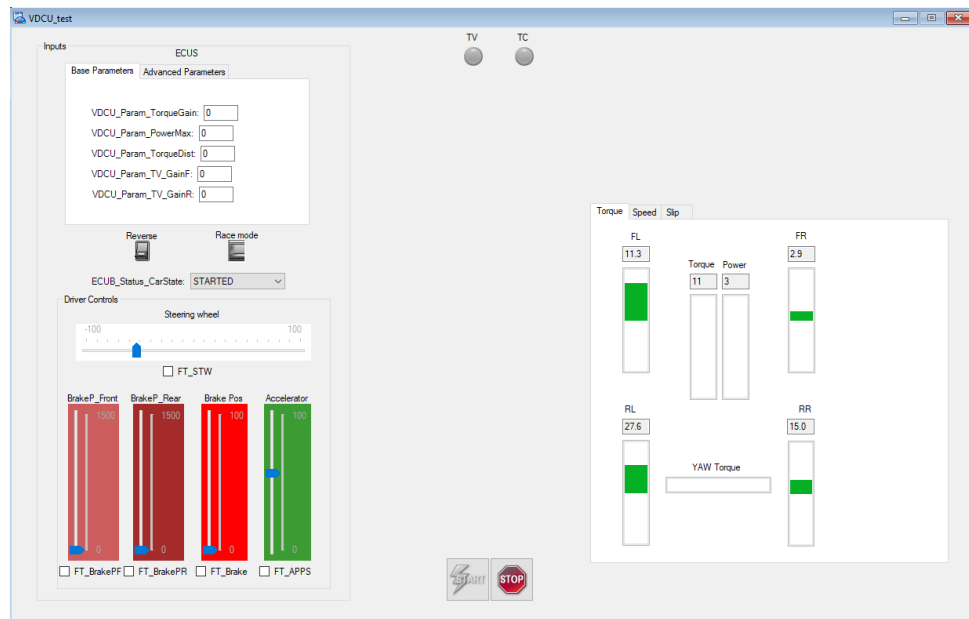 VDCU_test
Inputs
ECUS
Base Parameters Advanced Parameters
VDCU_Param_TorqueGain: 0
VDCU_Param_PowerMax: 0
VDCU_Param_TorqueDist: 0
VDCU_Param_TV_GainF: 0
VDCU_Param_TV_GainR: 0
Reverse Race mode
ECUB_Status_CarState: STARTED
Driver Controls
Steering wheel
-100 100
FT_STW
BrakeP_Front BrakeP_Rear Brake Pos Accelerator
1500 1500 100 100
0 0 0 0
FT_BrakePF FT_BrakePR FT_Brake FT_APPS
TV TC
START STOP
Torque Speed Slip
FL FR
11.3 2.9
Torque Power
11 3
RL RR
27.6 15.0
YAW Torque